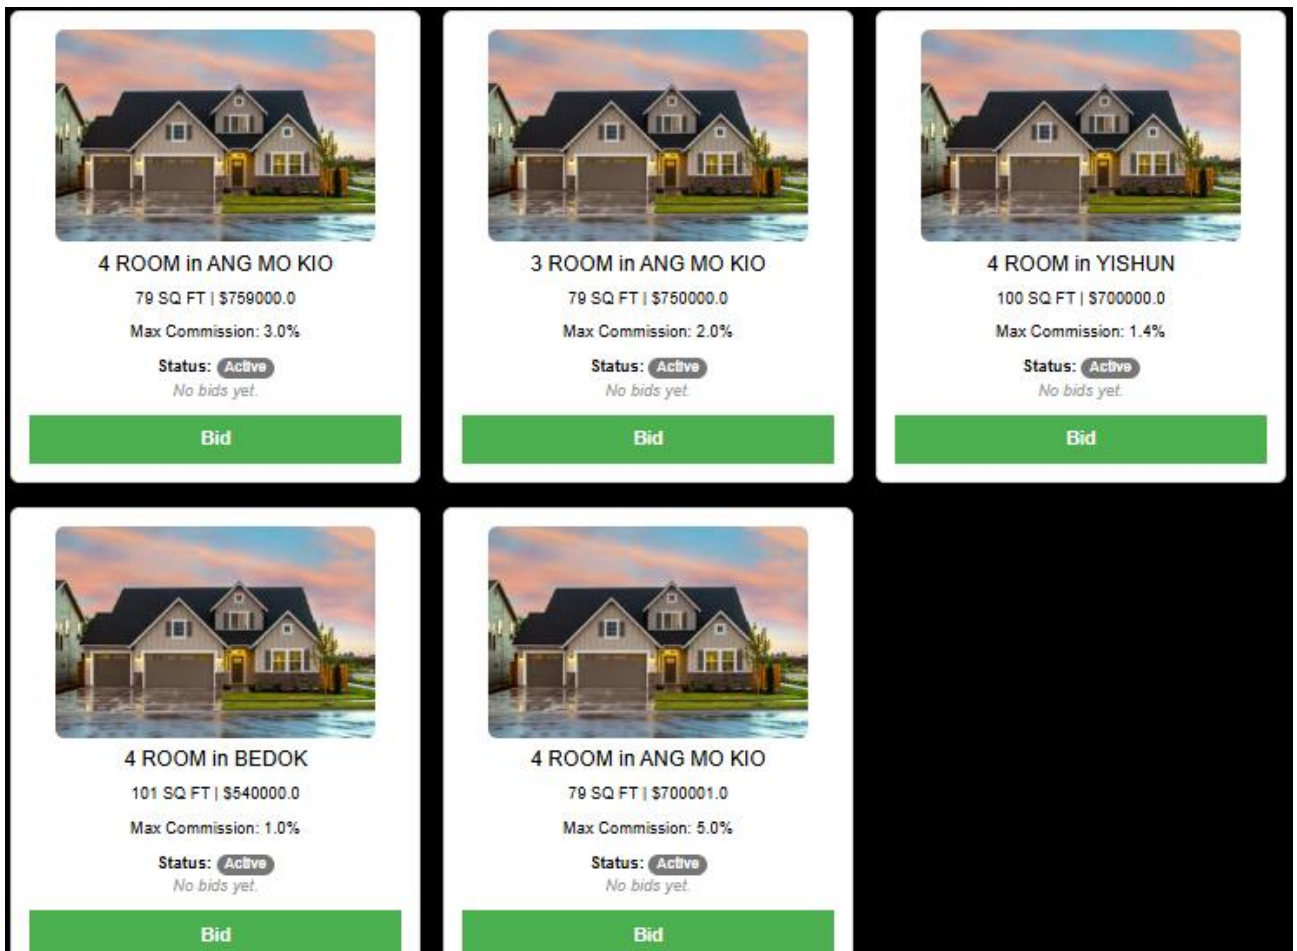 4 ROOM in ANG MO KIO
79 SQ FT | $759000.0
Max Commission: 3.0%
Status: Active
No bids yet.
Bid
3 ROOM in ANG MO KIO
79 SQ FT | $750000.0
Max Commission: 2.0%
Status: Active
No bids yet.
Bid
4 ROOM in YISHUN
100 SQ FT | $700000.0
Max Commission: 1.4%
Status: Active
No bids yet.
Bid
4 ROOM in BEDOK
101 SQ FT | $540000.0
Max Commission: 1.0%
Status: Active
No bids yet.
Bid
4 ROOM in ANG MO KIO
79 SQ FT | $700001.0
Max Commission: 5.0%
Status: Active
No bids yet.
Bid